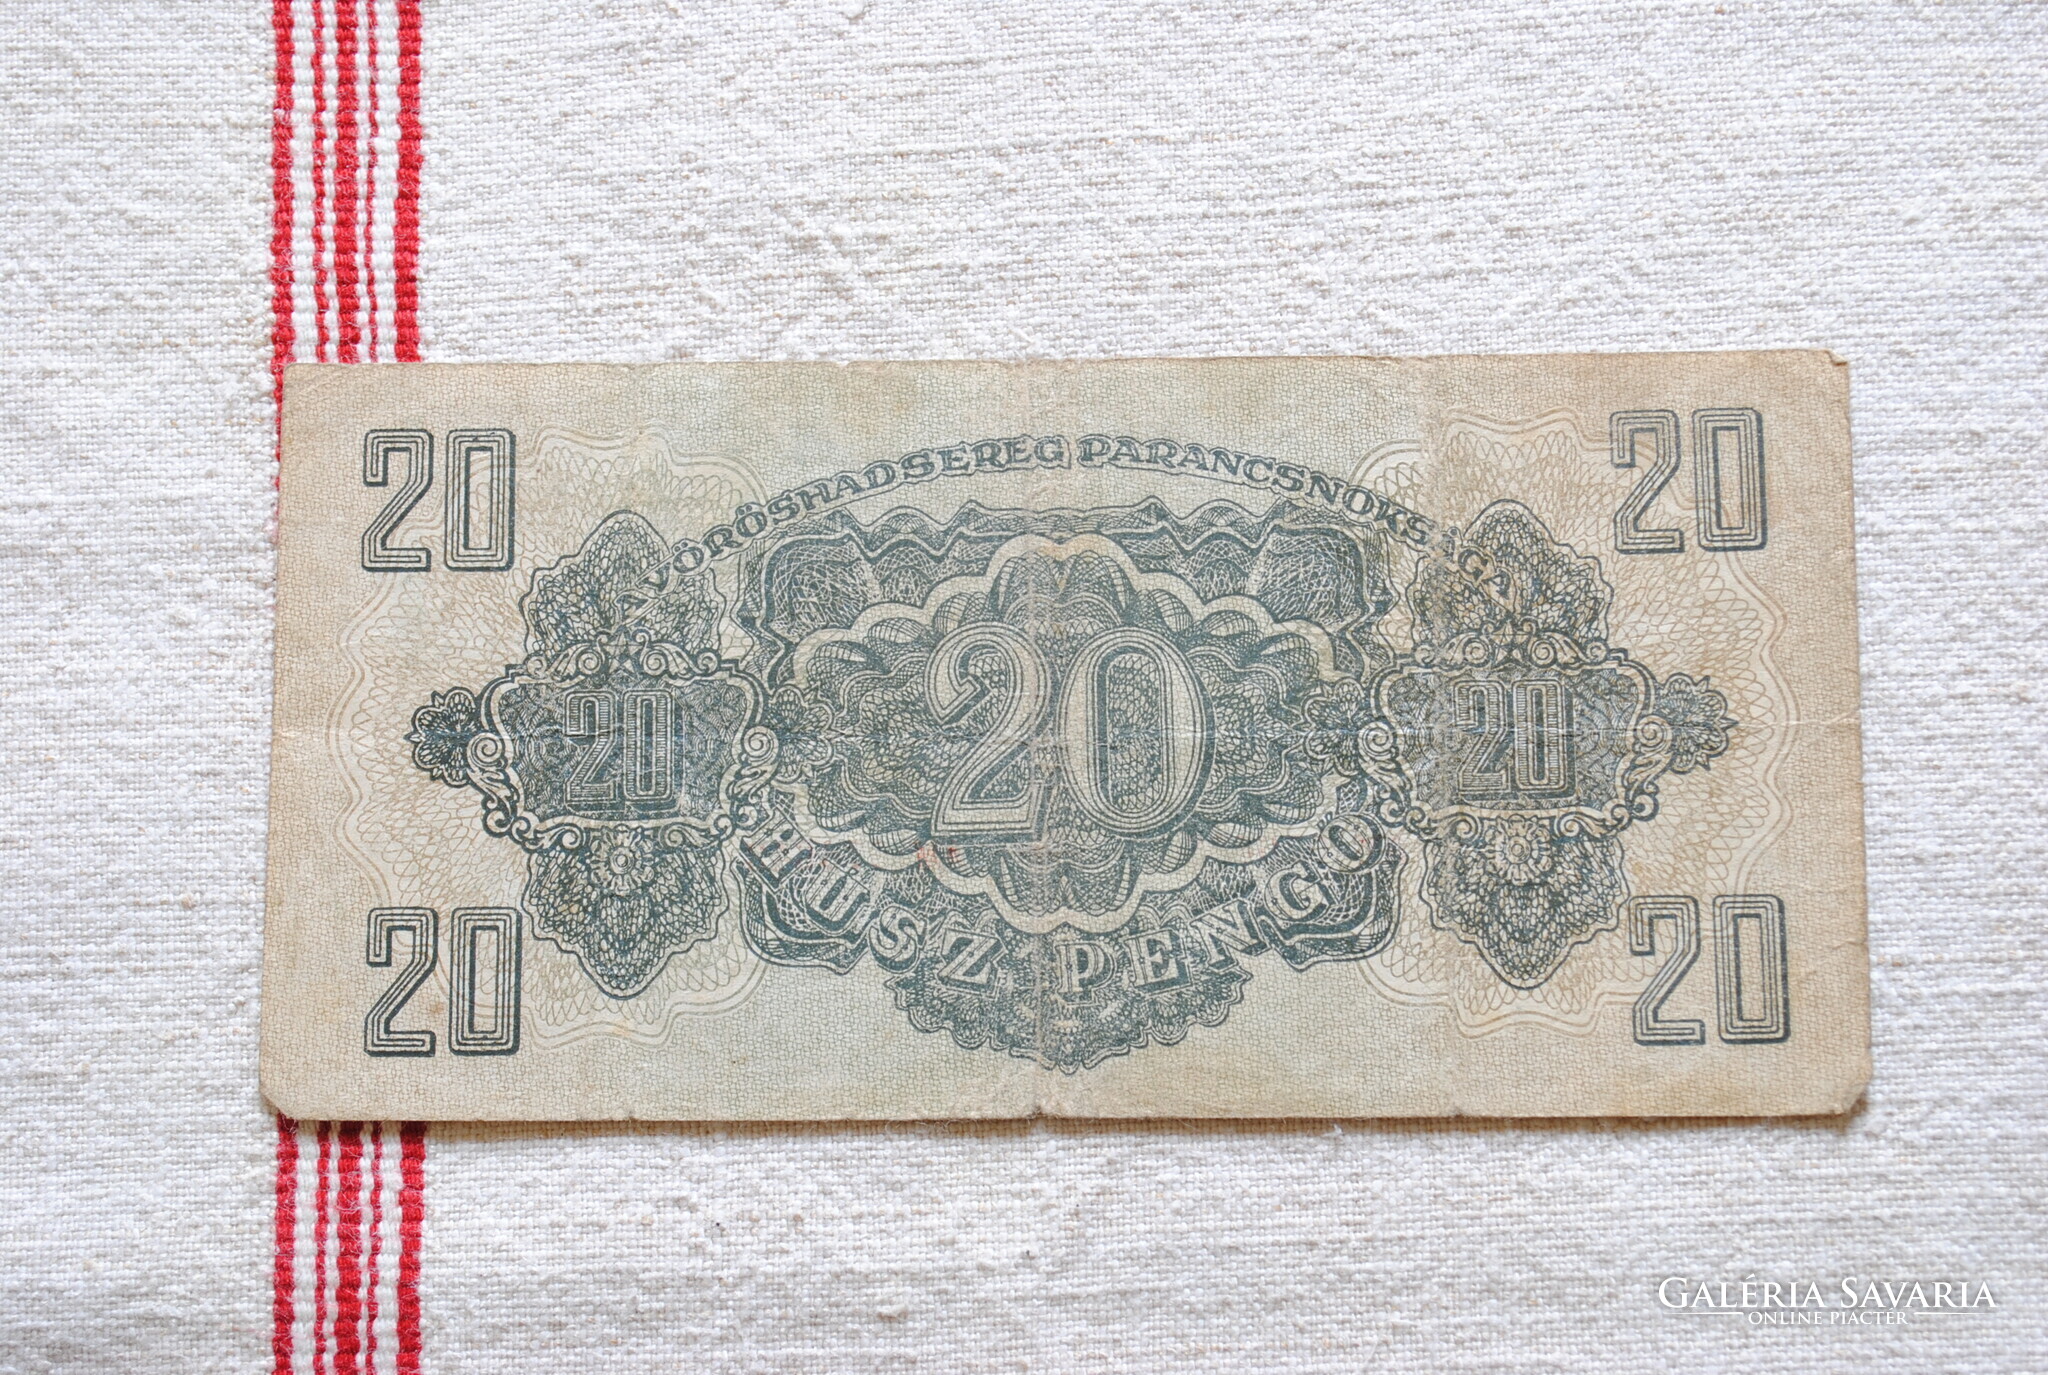 20 20
A VÖRÖSHADSEREG PARANCSNOKSÁGA
20 20 20
HÚSZ PENGŐ
20 20
GALÉRIA SAVARIA
ONLINE PIACTÉR